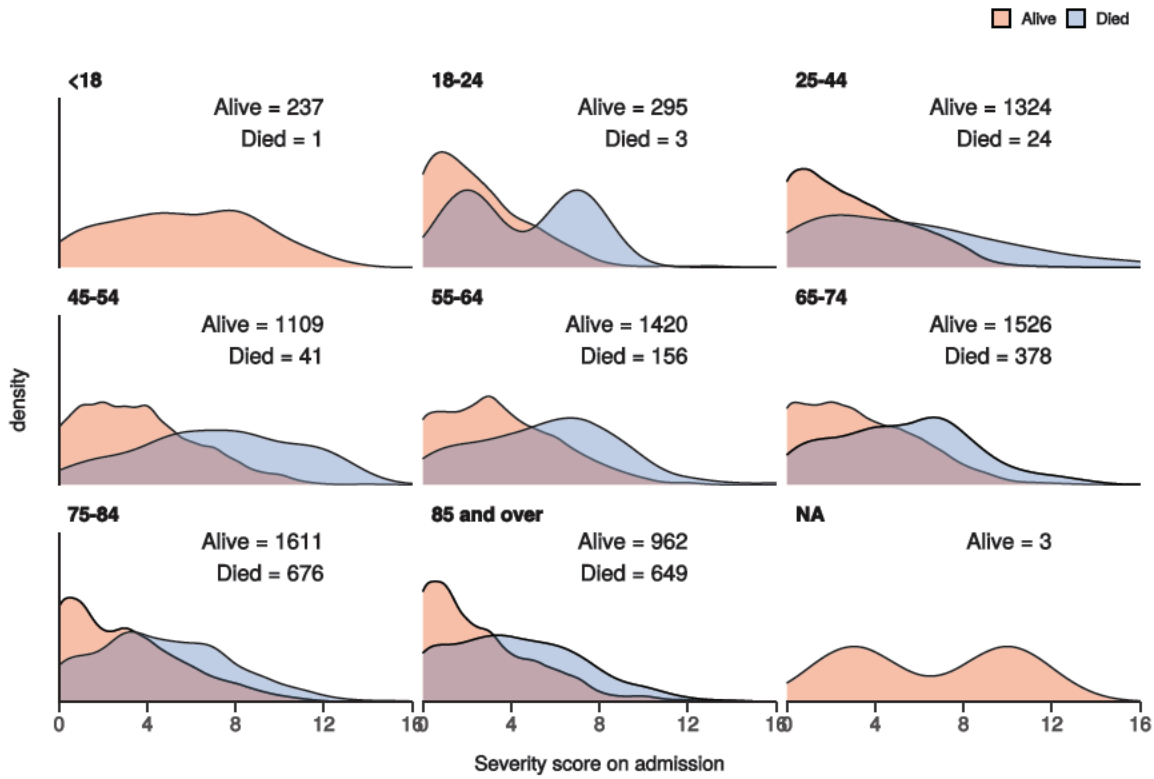 Alive Died
<18
Alive = 237
Died = 1
18-24
Alive = 295
Died = 3
25-44
Alive = 1324
Died = 24
45-54
Alive = 1109
Died = 41
55-64
Alive = 1420
Died = 156
65-74
Alive = 1526
Died = 378
density
75-84
Alive = 1611
Died = 676
85 and over
Alive = 962
Died = 649
NA
Alive = 3
0 4 8 12 16
0 4 8 12 16
0 4 8 12 16
Severity score on admission